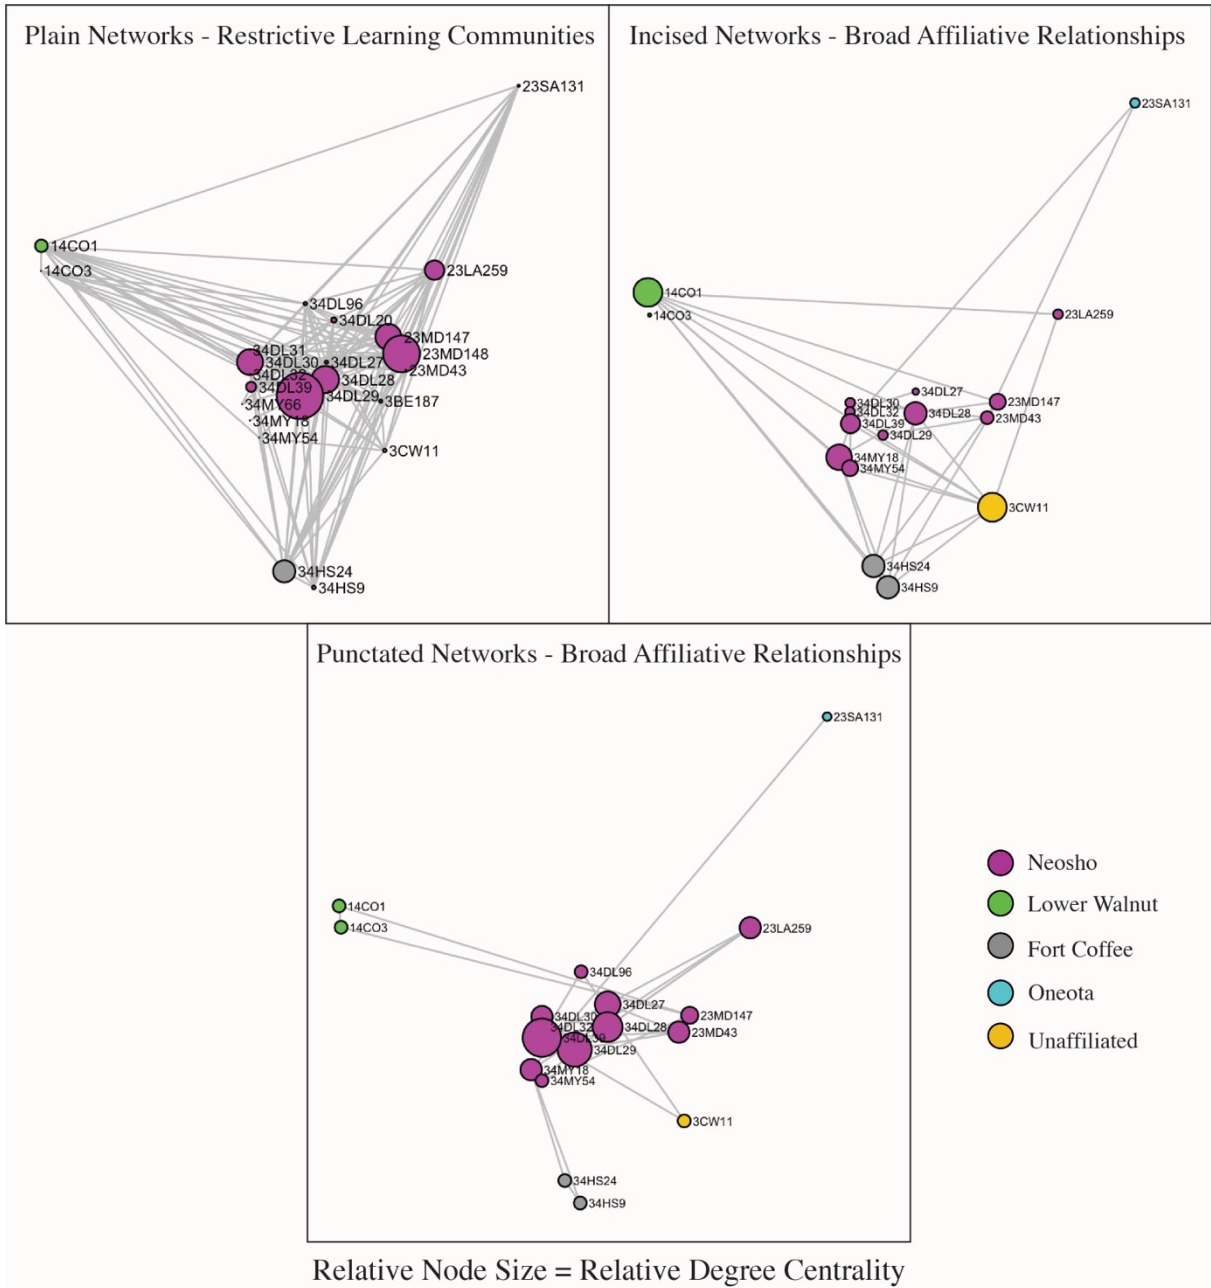 Plain Networks - Restrictive Learning Communities
23SA131
14CO1
14CO3
23LA259
34DL96
34DL20
23MD147
34DL31
23MD148
34DL30
34DL27
23MD43
34DL32
34DL28
34DL39
34DL29
3BE187
34MY66
34MY18
34MY54
3CW11
34HS24
34HS9
Incised Networks - Broad Affiliative Relationships
23SA131
14CO1
14CO3
23LA259
34DL27
34DL30
23MD147
34DL32
34DL28
23MD43
34DL39
34DL29
34MY18
34MY54
3CW11
34HS24
34HS9
Punctated Networks - Broad Affiliative Relationships
23SA131
14CO1
14CO3
23LA259
34DL96
34DL27
34DL30
23MD147
34DL32
34DL28
23MD43
34DL39
34DL29
34MY18
34MY54
3CW11
34HS24
34HS9
Neosho
Lower Walnut
Fort Coffee
Oneota
Unaffiliated
Relative Node Size = Relative Degree Centrality